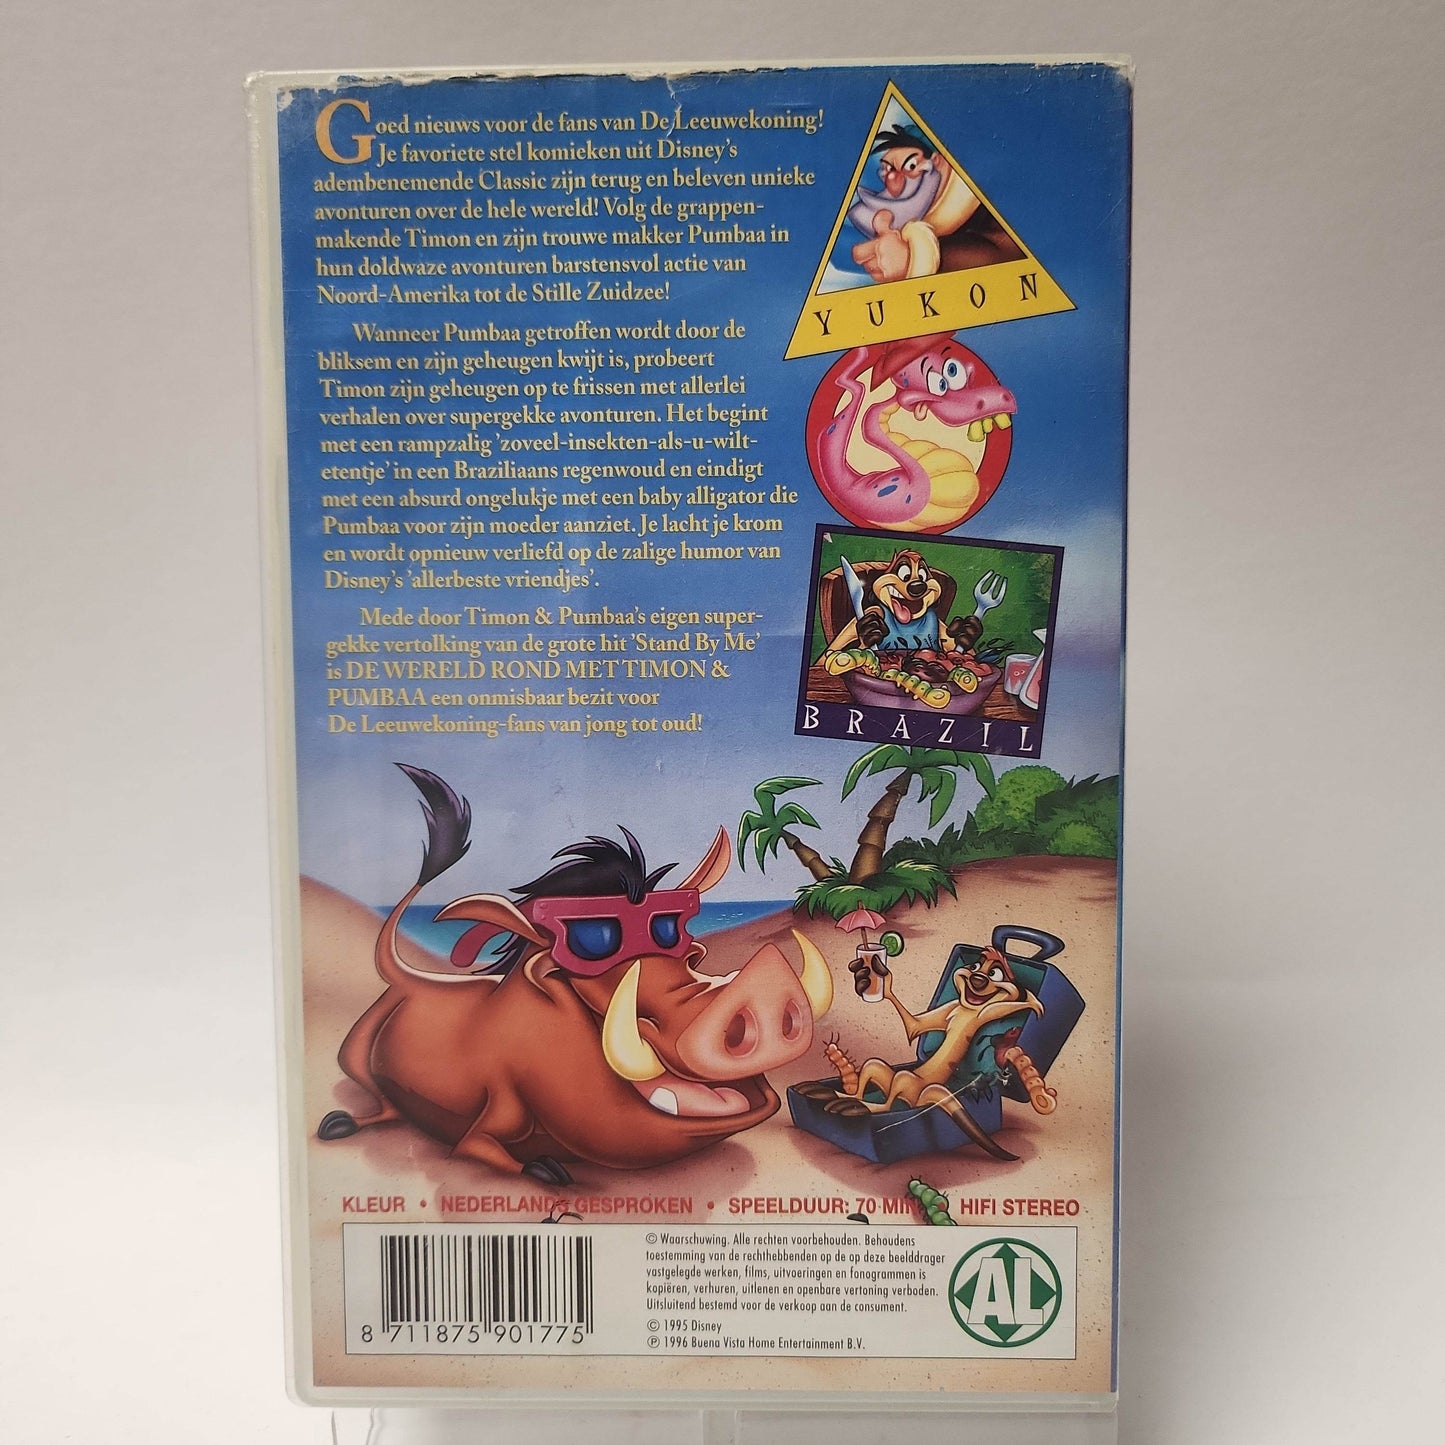 Goed nieuws voor de fans van De Leeuwekoning!
Je favoriete stel komieken uit Disney's
adembenemende Classic zijn terug en beleven unieke
avonturen over de hele wereld! Volg de grappen-
makende Timon en zijn trouwe makker Pumbaa in
hun doldwaze avonturen barstensvol actie van
Noord-Amerika tot de Stille Zuidzee!
Wanneer Pumbaa getroffen wordt door de
bliksem en zijn geheugen kwijt is, probeert
Timon zijn geheugen op te frissen met allerlei
verhalen over supergekke avonturen. Het begint
met een rampzalig 'zoveel-insekten-als-u-wilt-
etentje' in een Braziliaans regenwoud en eindigt
met een absurd ongelukje met een baby alligator die
Pumbaa voor zijn moeder aanziet. Je lacht je krom
en wordt opnieuw verliefd op de zalige humor van
Disney's 'allerbeste vriendjes'.
Mede door Timon & Pumbaa's eigen super-
gekke vertolking van de grote hit 'Stand By Me'
is DE WERELD ROND MET TIMON &
PUMBAA een onmisbaar bezit voor
De Leeuwekoning-fans van jong tot oud!
YUKON
BRAZIL
KLEUR • NEDERLANDS GESPROKEN • SPEELDUUR: 70 MIN • HIFI STEREO
8 711875 901775
© Waarschuwing. Alle rechten voorbehouden. Behoudens
toestemming van de rechthebbenden op de op deze beelddrager
vastgelegde werken, films, uitvoeringen en fonogrammen is
kopiëren, verhuren, uitlenen en openbare vertoning verboden.
Uitsluitend bestemd voor de verkoop aan de consument.
© 1995 Disney
℗ 1996 Buena Vista Home Entertainment B.V.
AL